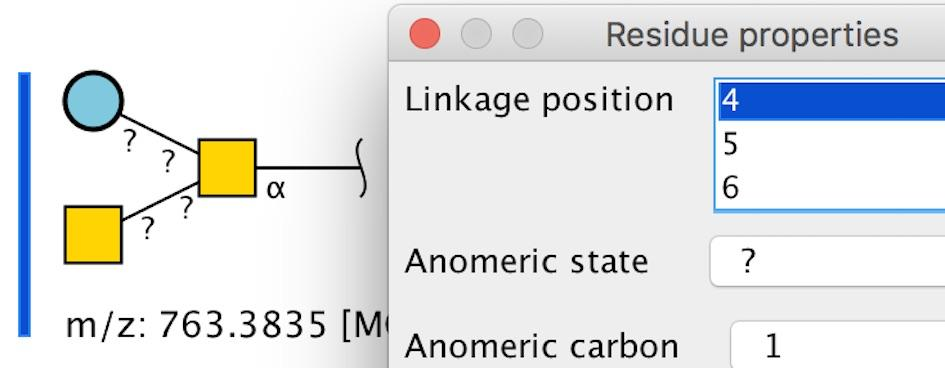 Residue properties
Linkage position
4
5
6
?
?
?
?
α
Anomeric state
?
m/z: 763.3835 [M
Anomeric carbon
1